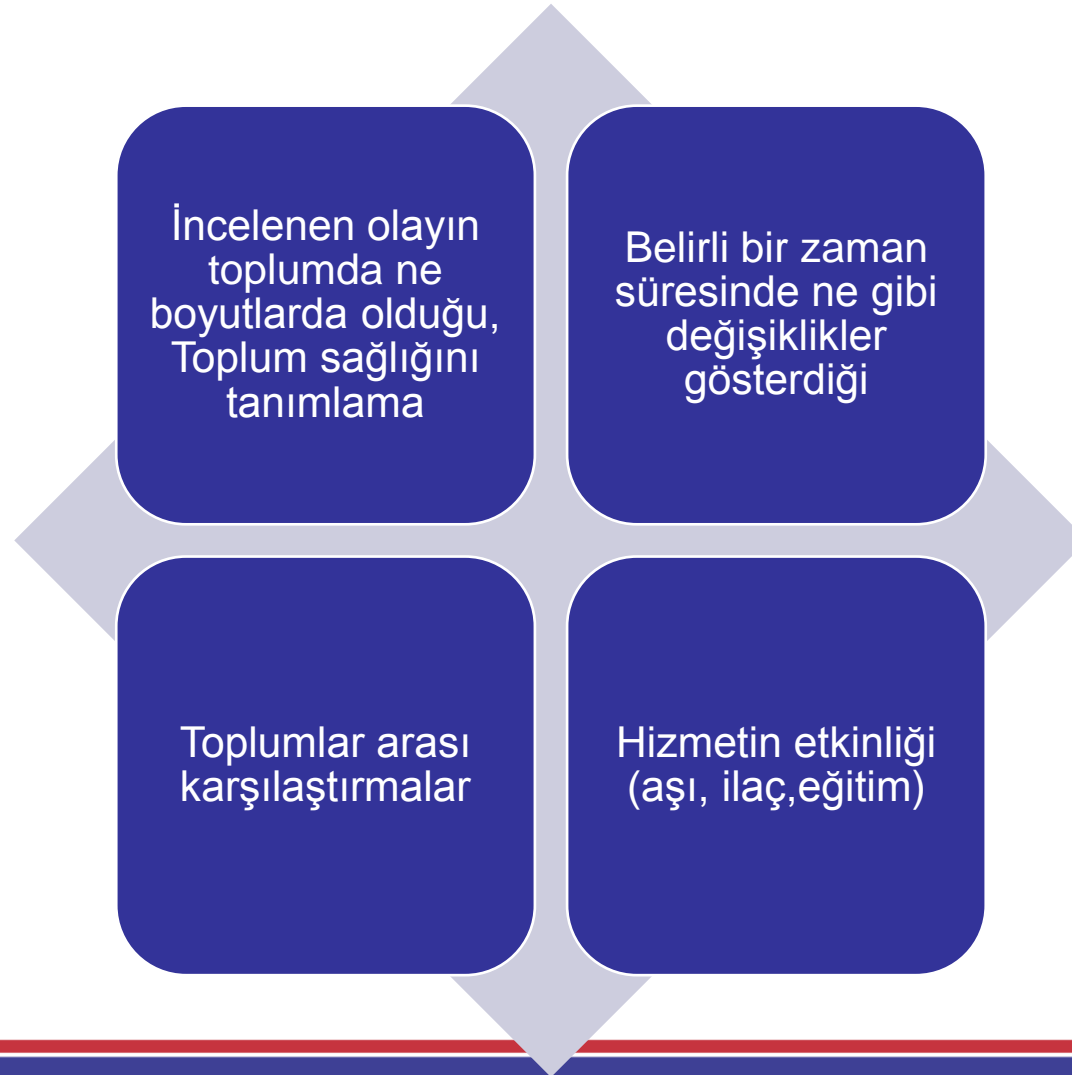 İncelenen olayın
toplumda ne
boyutlarda olduğu,
Toplum sağlığını
tanımlama
Belirli bir zaman
süresinde ne gibi
değişiklikler
gösterdiği
Toplumlar arası
karşılaştırmalar
Hizmetin etkinliği
(aşı, ilaç,eğitim)